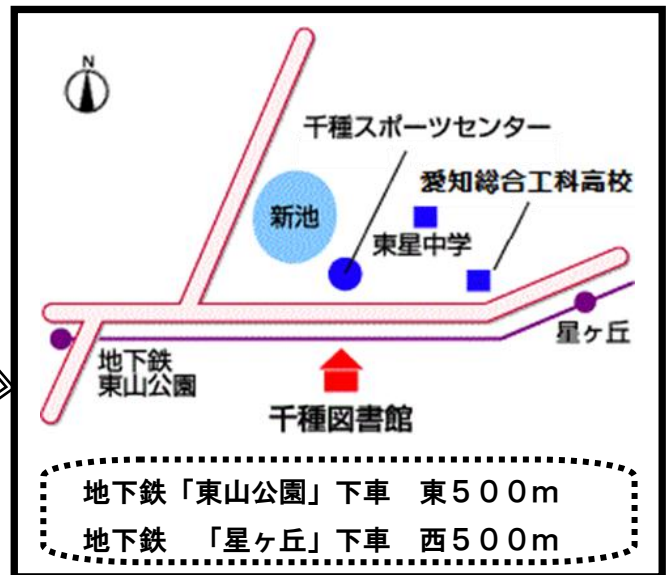 N
千種スポーツセンター
愛知総合工科高校
新池
東星中学
星ヶ丘
地下鉄
東山公園
千種図書館
地下鉄「東山公園」下車　東５００ｍ
地下鉄　「星ヶ丘」下車　西５００ｍ